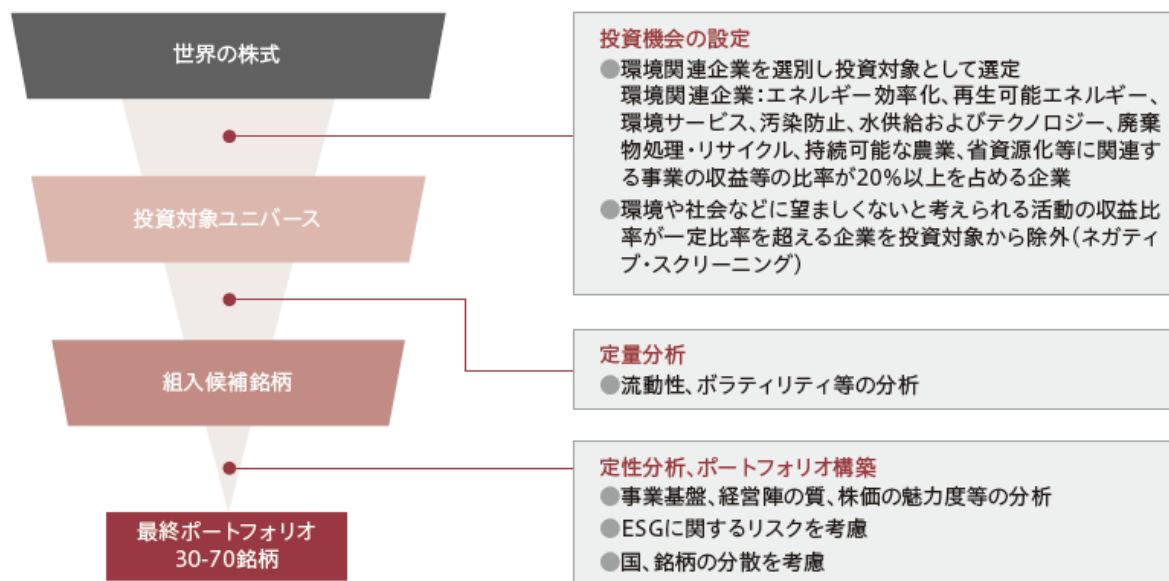 世界の株式
投資対象ユニバース
組入候補銘柄
最終ポートフォリオ
30-70銘柄
投資機会の設定
●環境関連企業を選別し投資対象として選定
環境関連企業：エネルギー効率化、再生可能エネルギー、
環境サービス、汚染防止、水供給およびテクノロジー、廃棄
物処理・リサイクル、持続可能な農業、省資源化等に関連す
る事業の収益等の比率が20%以上を占める企業
●環境や社会などに望ましくないと考えられる活動の収益比
率が一定比率を超える企業を投資対象から除外（ネガティ
ブ・スクリーニング）
定量分析
●流動性、ボラティリティ等の分析
定性分析、ポートフォリオ構築
●事業基盤、経営陣の質、株価の魅力度等の分析
●ESGに関するリスクを考慮
●国、銘柄の分散を考慮